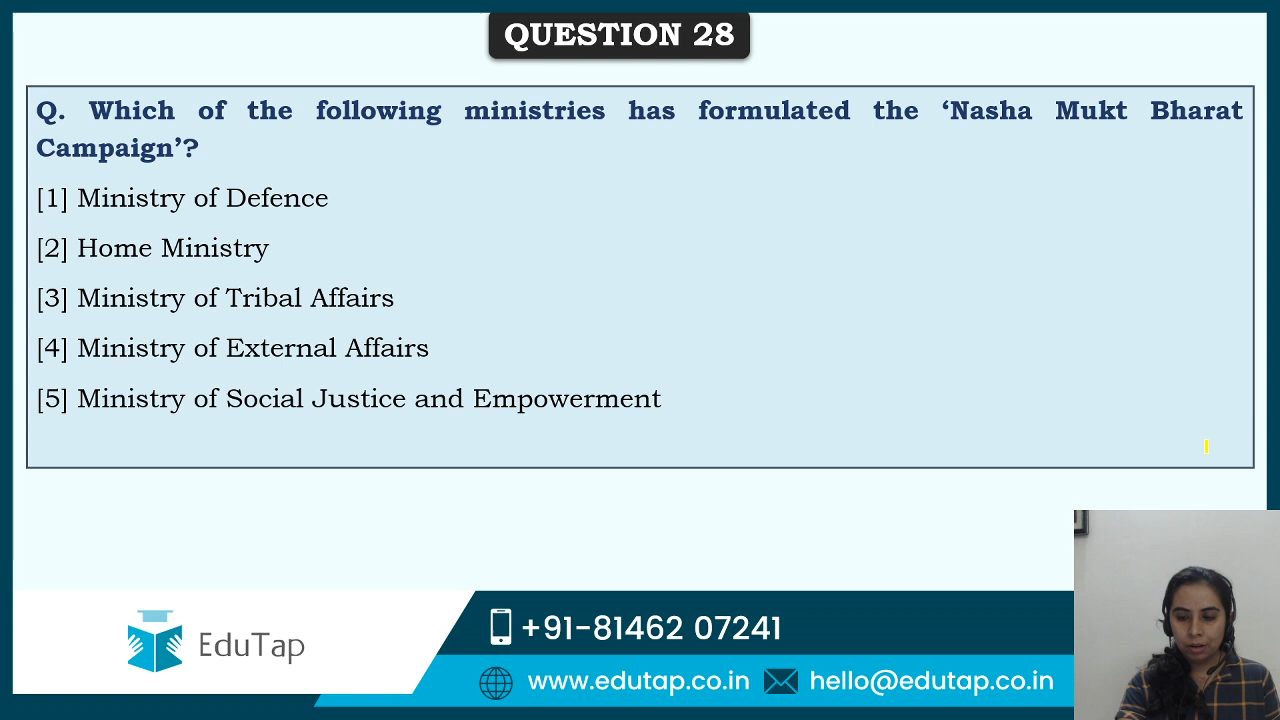 QUESTION 28
Q. Which of the following ministries has formulated the ‘Nasha Mukt Bharat
Campaign’?
[1] Ministry of Defence
[2] Home Ministry
[3] Ministry of Tribal Affairs
[4] Ministry of External Affairs
[5] Ministry of Social Justice and Empowerment
EduTap
+91-81462 07241
www.edutap.co.in
hello@edutap.co.in